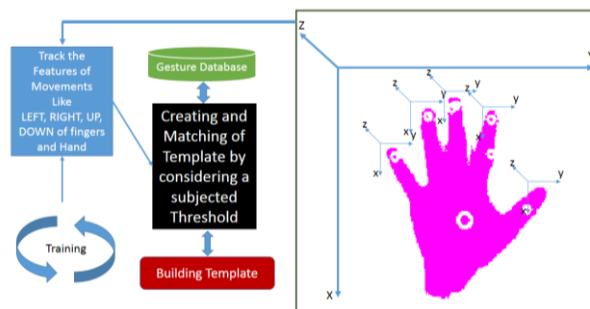 Track the
Features of
Movements
Like
LEFT, RIGHT, UP,
DOWN of fingers
and Hand
Training
Gesture Database
Creating and
Matching of
Template by
considering a
subjected
Threshold
Building Template
z
x
z
y
x
z
y
x
z
y
x
z
y
x
z
y
x